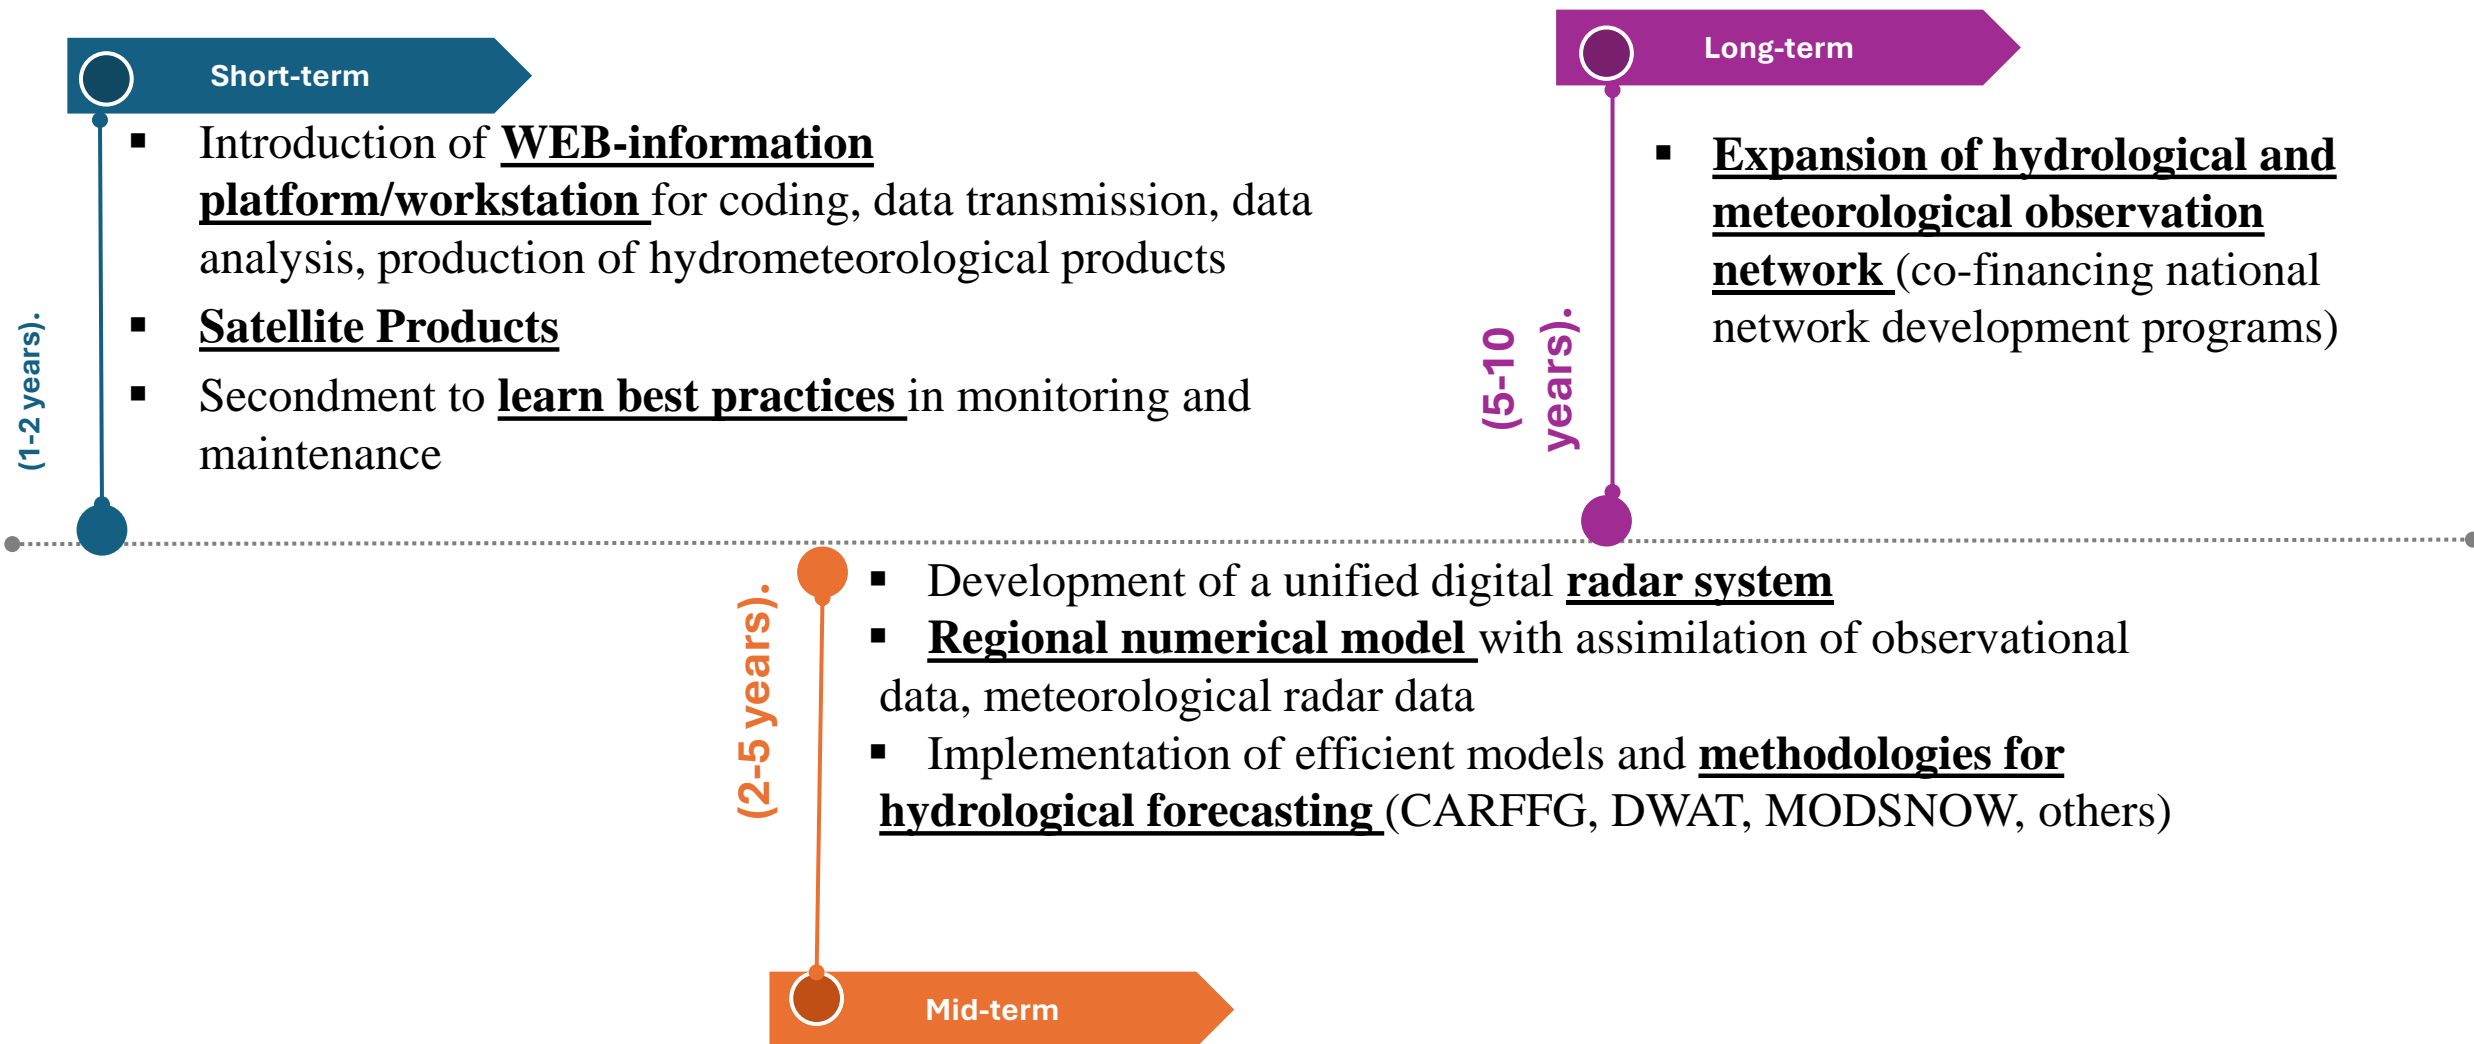 Short-term
(1-2 years).
▪ Introduction of WEB-information
platform/workstation for coding, data transmission, data
analysis, production of hydrometeorological products
▪ Satellite Products
▪ Secondment to learn best practices in monitoring and
maintenance
Long-term
(5-10
years).
▪ Expansion of hydrological and
meteorological observation
network (co-financing national
network development programs)
(2-5 years).
▪ Development of a unified digital radar system
▪ Regional numerical model with assimilation of observational
data, meteorological radar data
▪ Implementation of efficient models and methodologies for
hydrological forecasting (CARFFG, DWAT, MODSNOW, others)
Mid-term